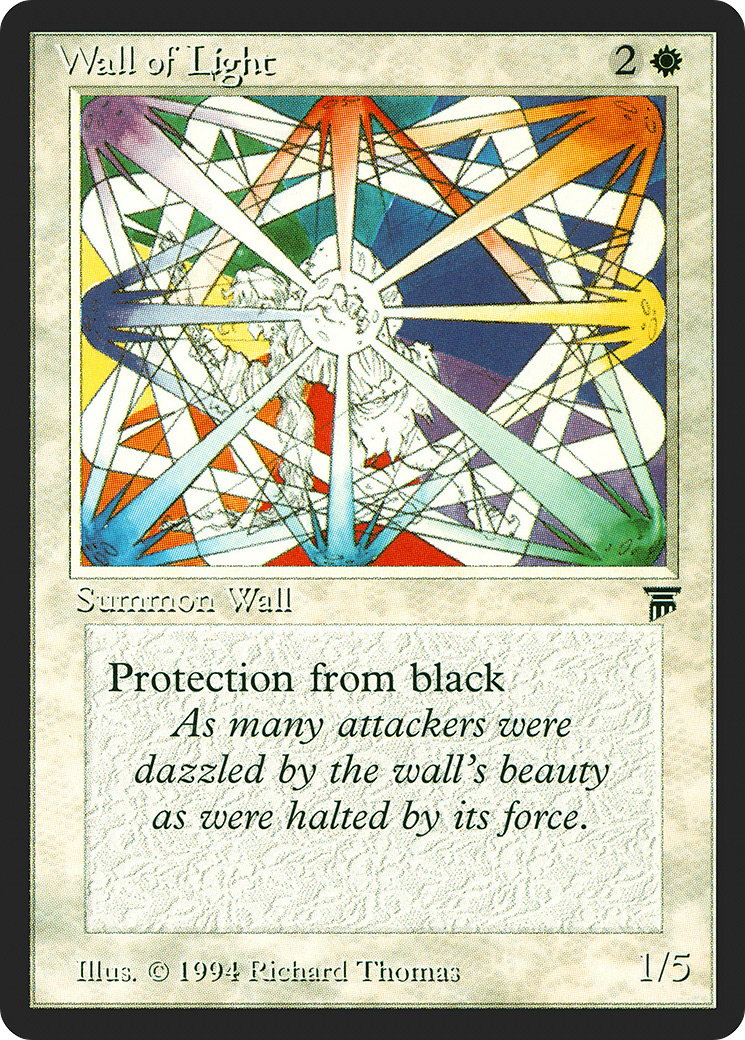 Wall of Light 2
Summon Wall
Protection from black
As many attackers were
dazzled by the wall's beauty
as were halted by its force.
Illus. © 1994 Richard Thomas 1/5